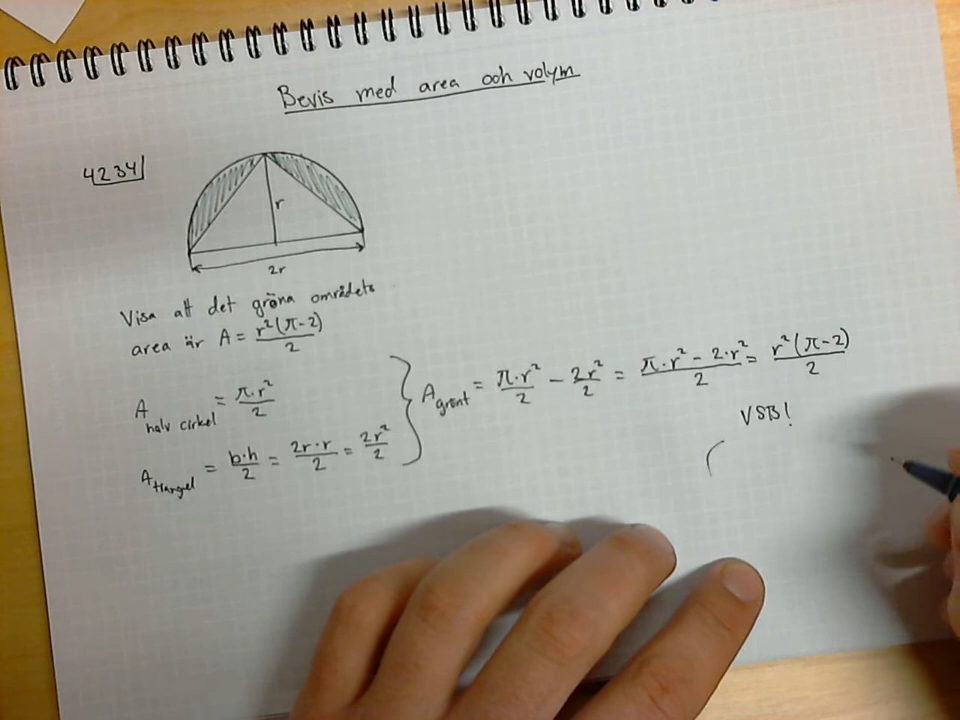 Bevis med area och volym
4234
r
2r
Visa att det gröna områdets
area är A = r²(π-2)/2
A halv cirkel = π·r²/2
A triangel = b·h/2 = 2r·r/2 = 2r²/2
A grönt = π·r²/2 - 2r²/2 = π·r² - 2·r²/2 = r²(π-2)/2
VSB!
(